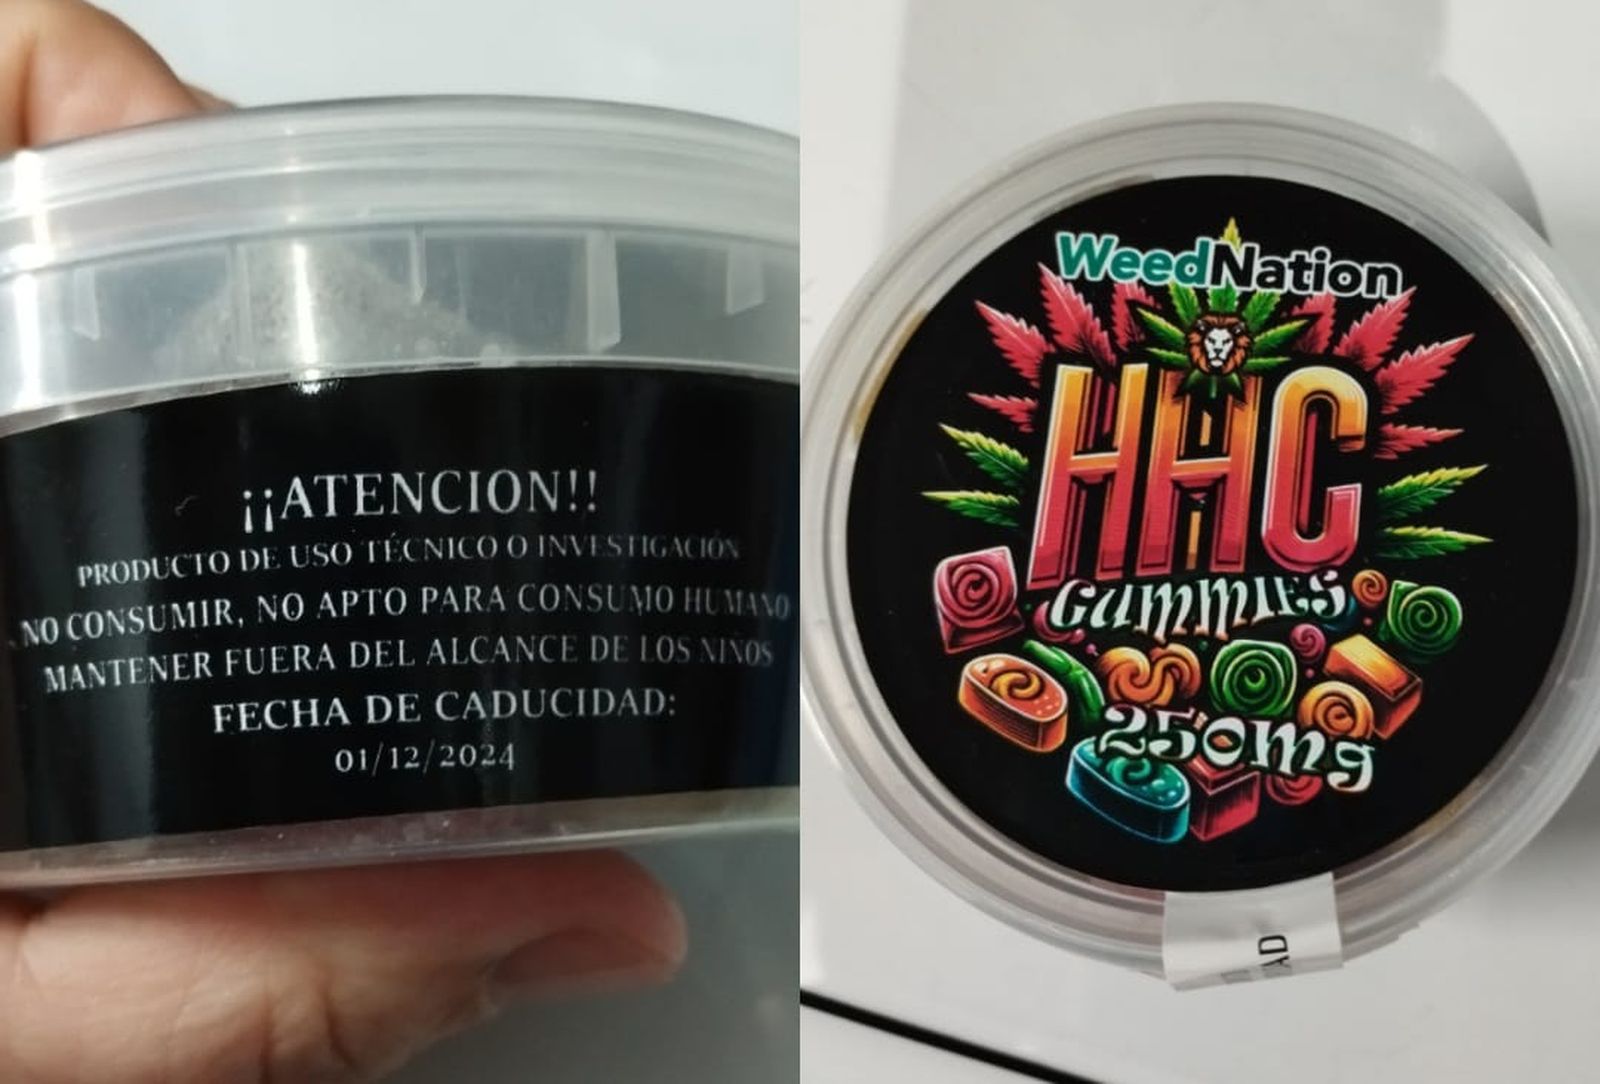 ¡¡ATENCION!!
PRODUCTO DE USO TÉCNICO O INVESTIGACIÓN
NO CONSUMIR, NO APTO PARA CONSUMO HUMANO
MANTENER FUERA DEL ALCANCE DE LOS NIÑOS
FECHA DE CADUCIDAD:
01/12/2024
WeedNation
HHC
GUMMIES
250mg
AD